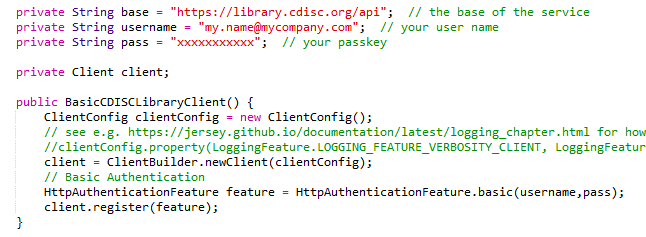 private String base = "https://library.cdisc.org/api";  // the base of the service
private String username = "my.name@mycompany.com";  // your user name
private String pass = "xxxxxxxxxxx";  // your passkey
private Client client;
public BasicCDISCLibraryClient() {
ClientConfig clientConfig = new ClientConfig();
// see e.g. https://jersey.github.io/documentation/latest/logging_chapter.html for how
//clientConfig.property(LoggingFeature.LOGGING_FEATURE_VERBOSITY_CLIENT, LoggingFeatur
client = ClientBuilder.newClient(clientConfig);
// Basic Authentication
HttpAuthenticationFeature feature = HttpAuthenticationFeature.basic(username,pass);
client.register(feature);
}